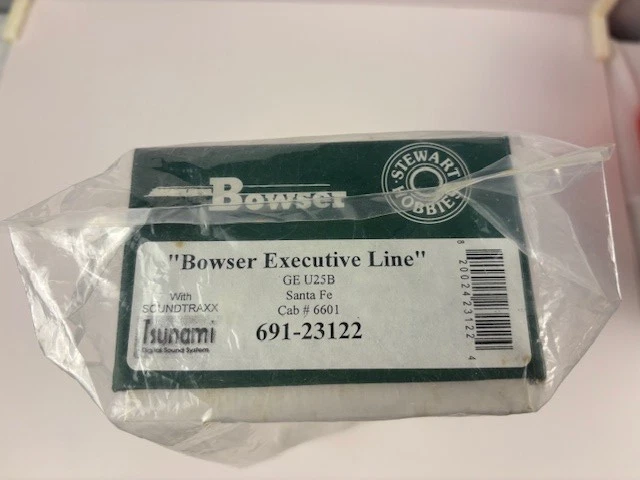 Bowser
STEWART HOBBIES
"Bowser Executive Line"
GE U25B
Santa Fe
Cab # 6601
691-23122
With
SOUNDTRAXX
Tsunami
Digital Sound System
8 20024 23122 4